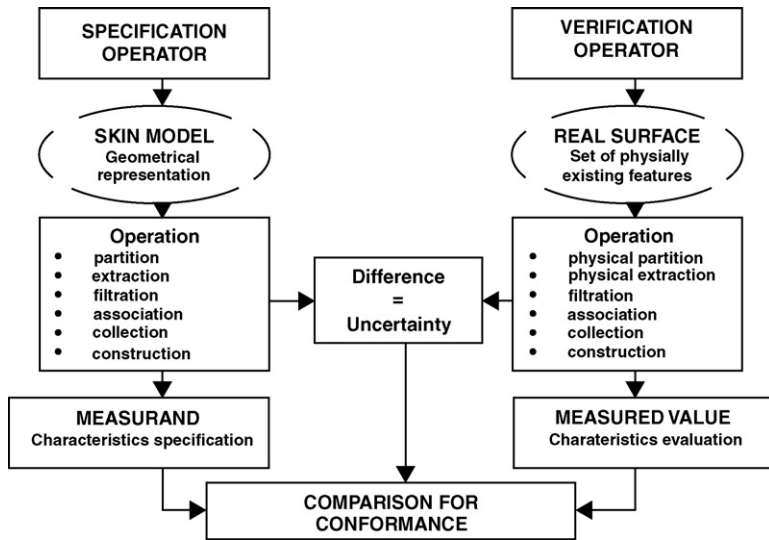 SPECIFICATION
OPERATOR
SKIN MODEL
Geometrical
representation
Operation
• partition
• extraction
• filtration
• association
• collection
• construction
MEASURAND
Characteristics specification
Difference
=
Uncertainty
VERIFICATION
OPERATOR
REAL SURFACE
Set of physially
existing features
Operation
• physical partition
• physical extraction
• filtration
• association
• collection
• construction
MEASURED VALUE
Charateristics evaluation
COMPARISON FOR
CONFORMANCE